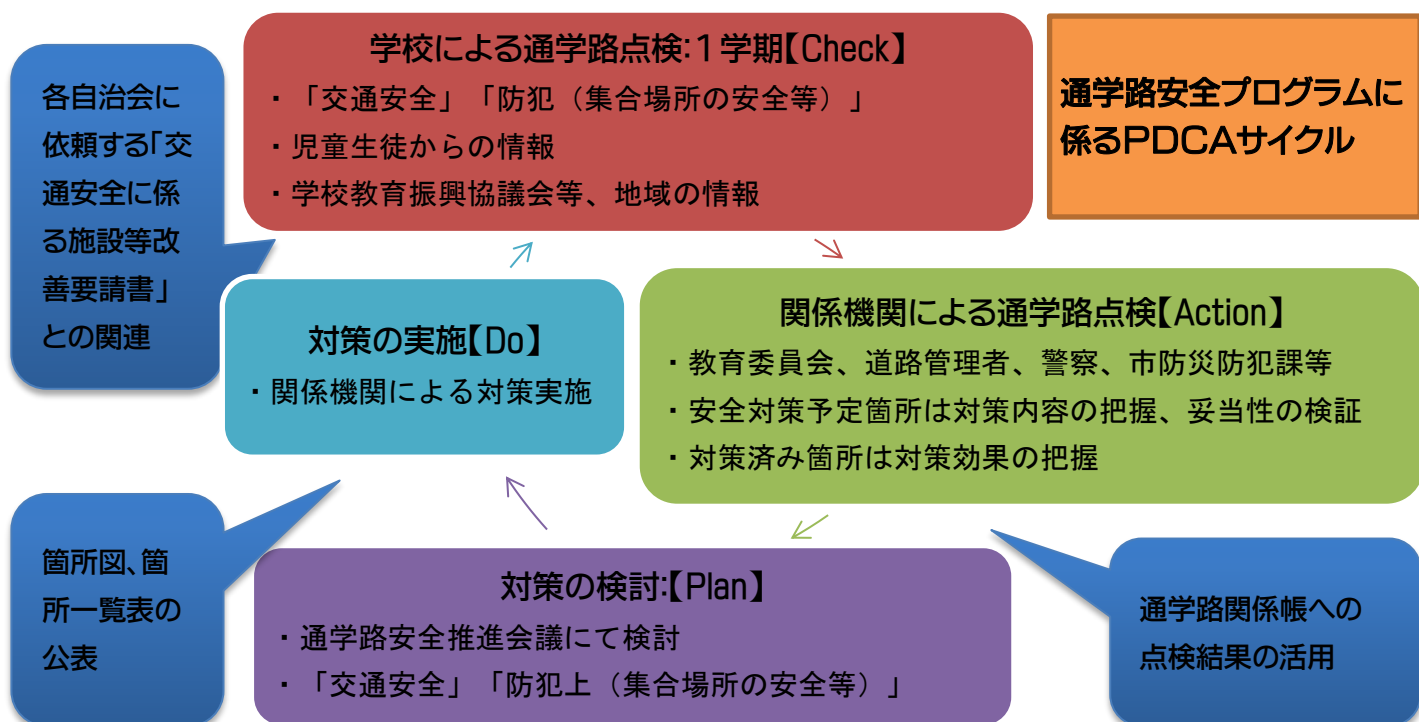 学校による通学路点検:1学期【Check】
・「交通安全」「防犯（集合場所の安全等）」
・児童生徒からの情報
・学校教育振興協議会等、地域の情報
通学路安全プログラムに
係るPDCAサイクル
各自治会に
依頼する「交
通安全に係
る施設等改
善要請書」
との関連
対策の実施【Do】
・関係機関による対策実施
関係機関による通学路点検【Action】
・教育委員会、道路管理者、警察、市防災防犯課等
・安全対策予定箇所は対策内容の把握、妥当性の検証
・対策済み箇所は対策効果の把握
箇所図、箇
所一覧表の
公表
対策の検討:【Plan】
・通学路安全推進会議にて検討
・「交通安全」「防犯上（集合場所の安全等）」
通学路関係帳への
点検結果の活用